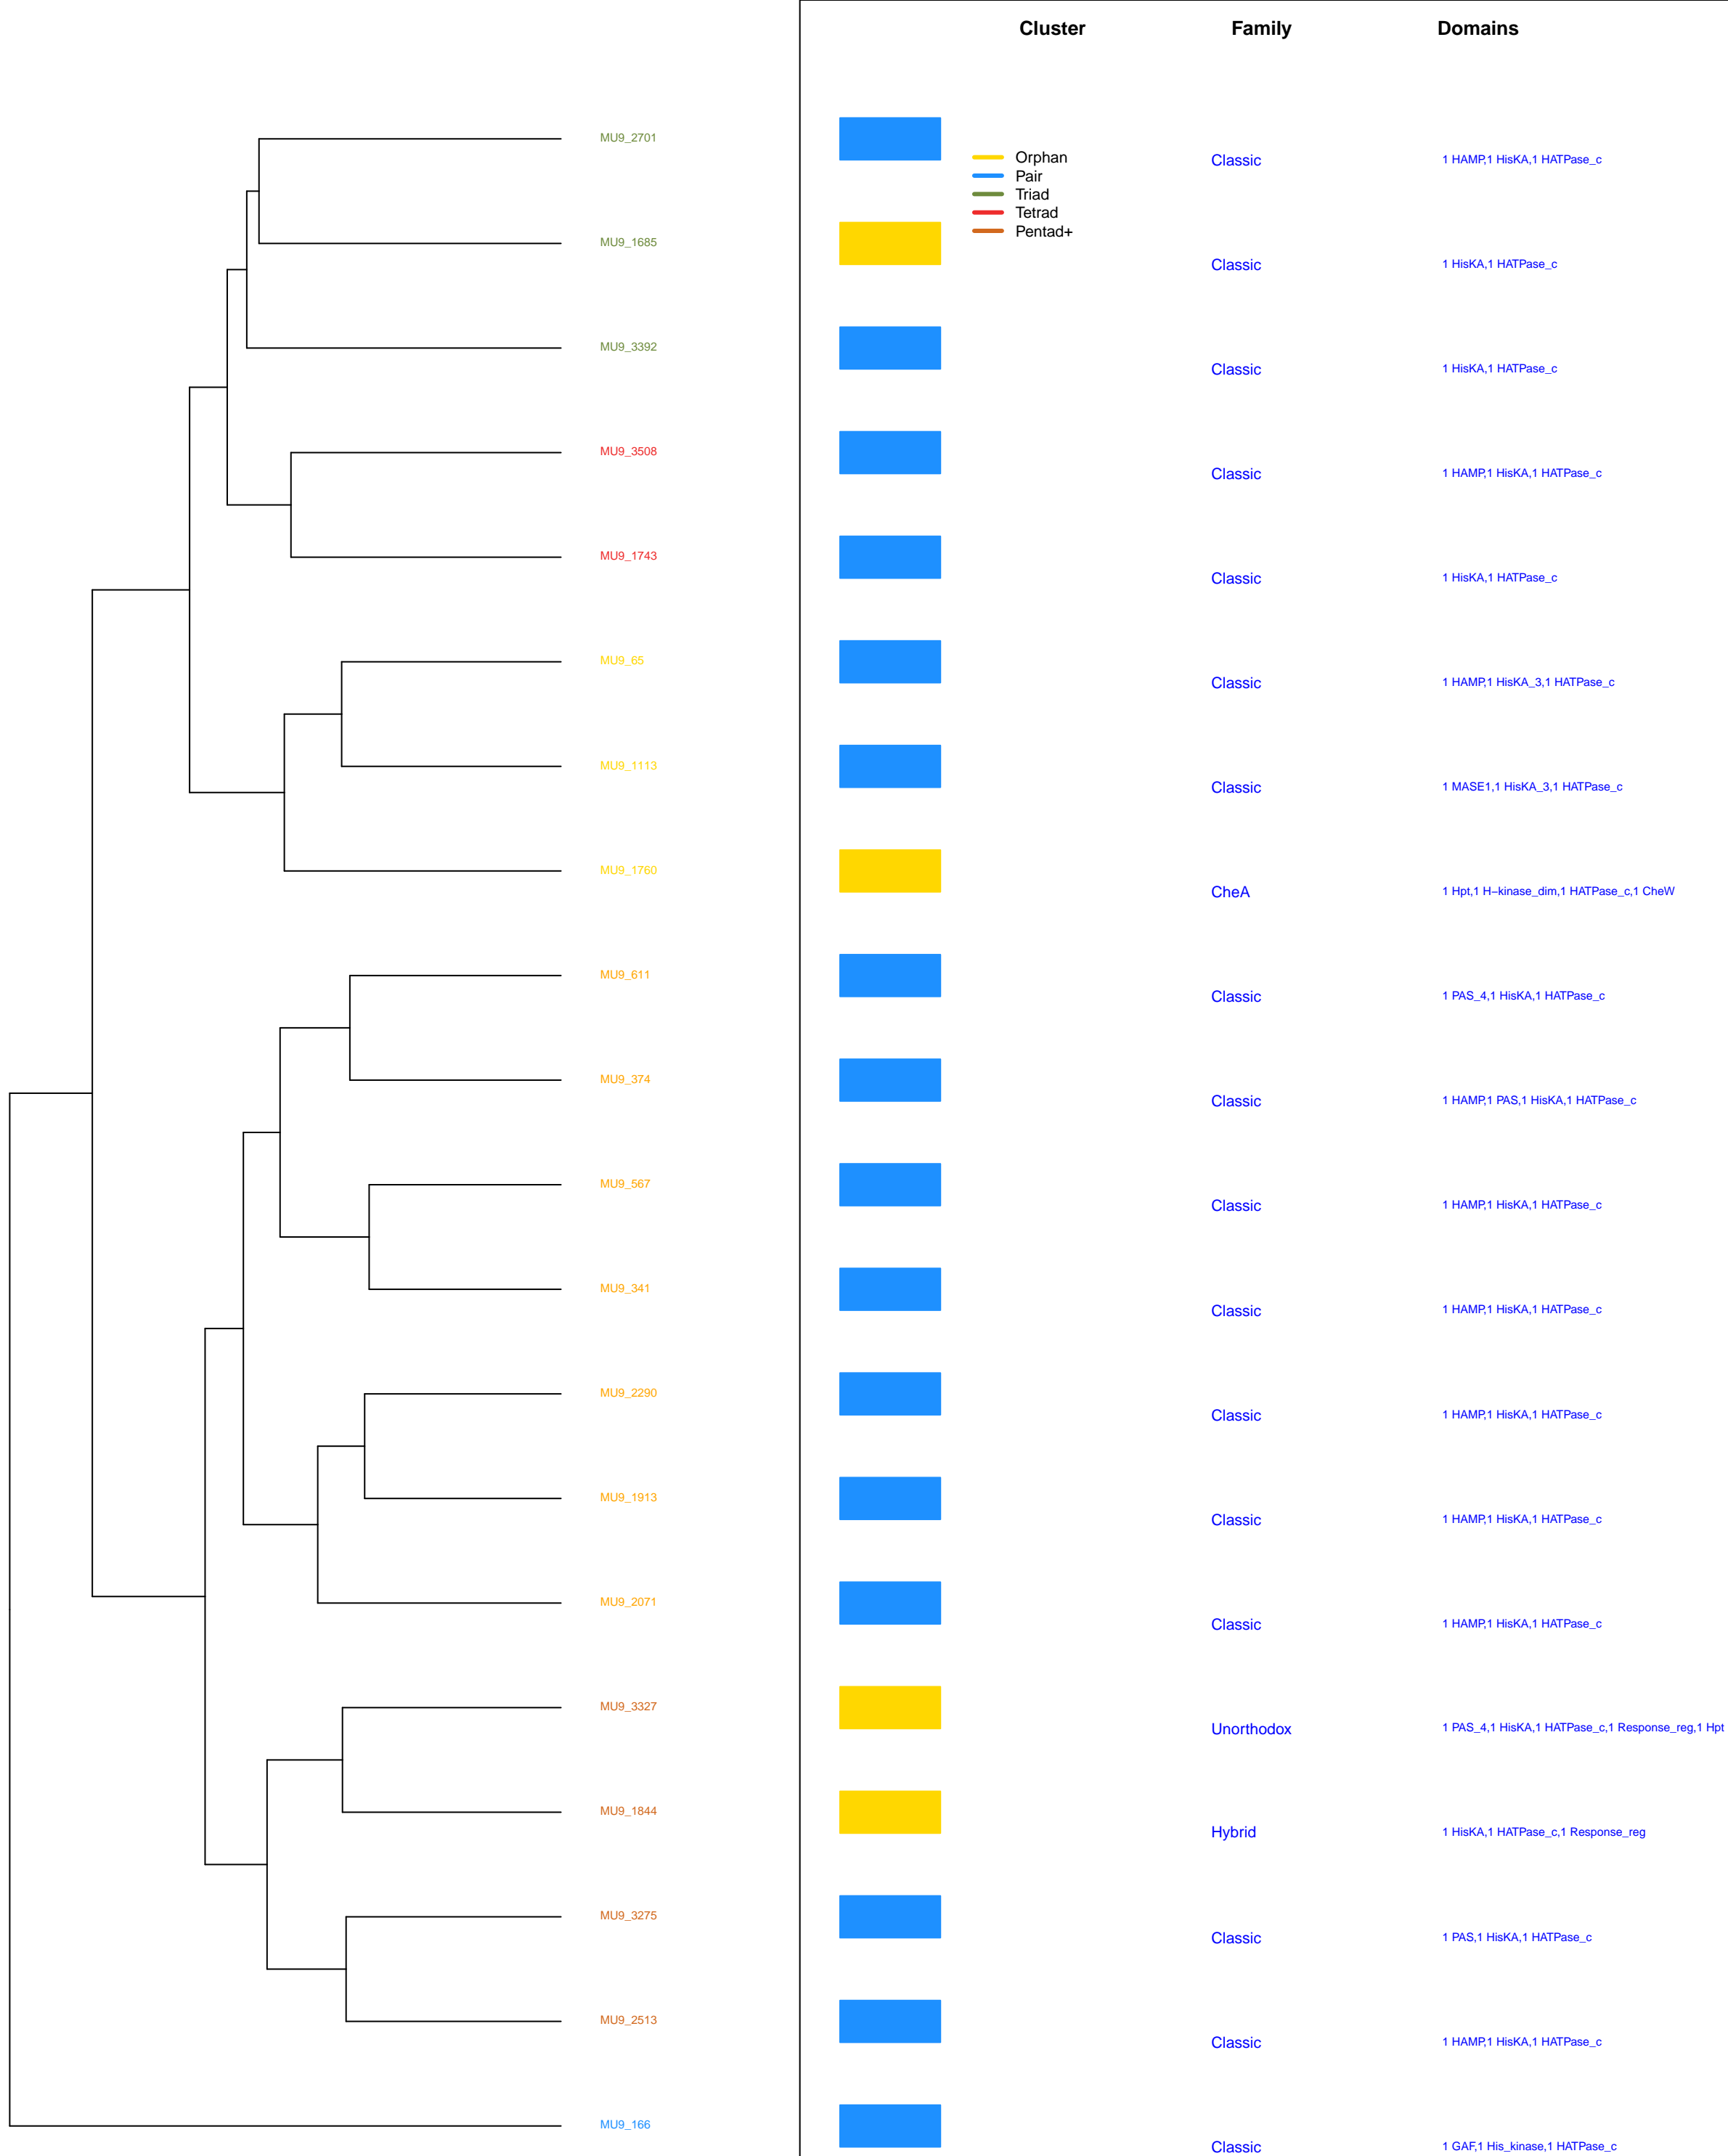 Cluster Family Domains
MU9_2701
Orphan
Classic 1 HAMP,1 HisKA,1 HATPase_c
Pair
Triad
Tetrad
Pentad+
MU9_1685
Classic 1 HisKA,1 HATPase_c
MU9_3392
Classic 1 HisKA,1 HATPase_c
MU9_3508
Classic 1 HAMP,1 HisKA,1 HATPase_c
MU9_1743
Classic 1 HisKA,1 HATPase_c
MU9_65
Classic 1 HAMP,1 HisKA_3,1 HATPase_c
MU9_1113
Classic 1 MASE1,1 HisKA_3,1 HATPase_c
MU9_1760
CheA 1 Hpt,1 H−kinase_dim,1 HATPase_c,1 CheW
MU9_611
Classic 1 PAS_4,1 HisKA,1 HATPase_c
MU9_374
Classic 1 HAMP,1 PAS,1 HisKA,1 HATPase_c
MU9_567
Classic 1 HAMP,1 HisKA,1 HATPase_c
MU9_341
Classic 1 HAMP,1 HisKA,1 HATPase_c
MU9_2290
Classic 1 HAMP,1 HisKA,1 HATPase_c
MU9_1913
Classic 1 HAMP,1 HisKA,1 HATPase_c
MU9_2071
Classic 1 HAMP,1 HisKA,1 HATPase_c
MU9_3327
Unorthodox 1 PAS_4,1 HisKA,1 HATPase_c,1 Response_reg,1 Hpt
MU9_1844
Hybrid 1 HisKA,1 HATPase_c,1 Response_reg
MU9_3275
Classic 1 PAS,1 HisKA,1 HATPase_c
MU9_2513
Classic 1 HAMP,1 HisKA,1 HATPase_c
MU9_166
Classic 1 GAF,1 His_kinase,1 HATPase_c